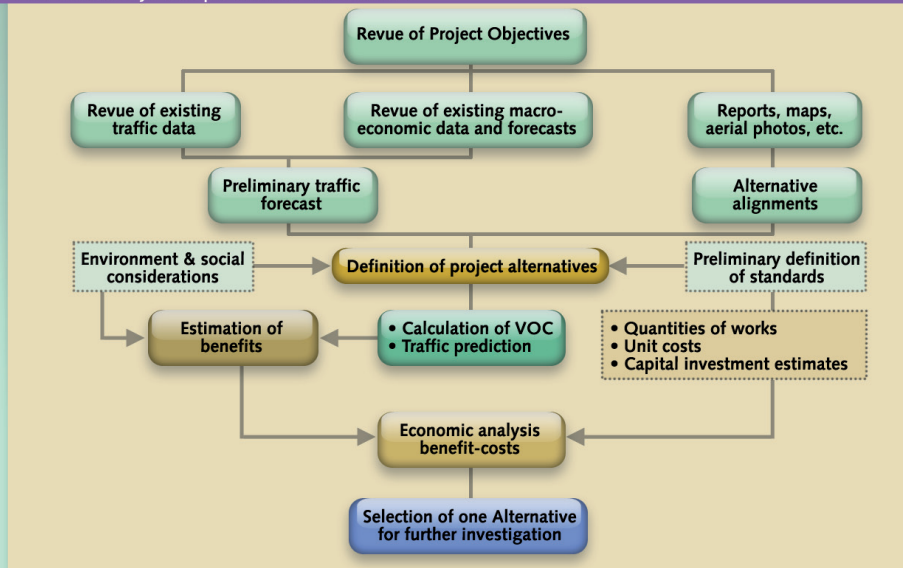 Revue of Project Objectives
Revue of existing
traffic data
Revue of existing macro-
economic data and forecasts
Reports, maps,
aerial photos, etc.
Preliminary traffic
forecast
Alternative
alignments
Environment & social
considerations
Definition of project alternatives
Preliminary definition
of standards
Estimation of
benefits
• Calculation of VOC
• Traffic prediction
• Quantities of works
• Unit costs
• Capital investment estimates
Economic analysis
benefit-costs
Selection of one Alternative
for further investigation